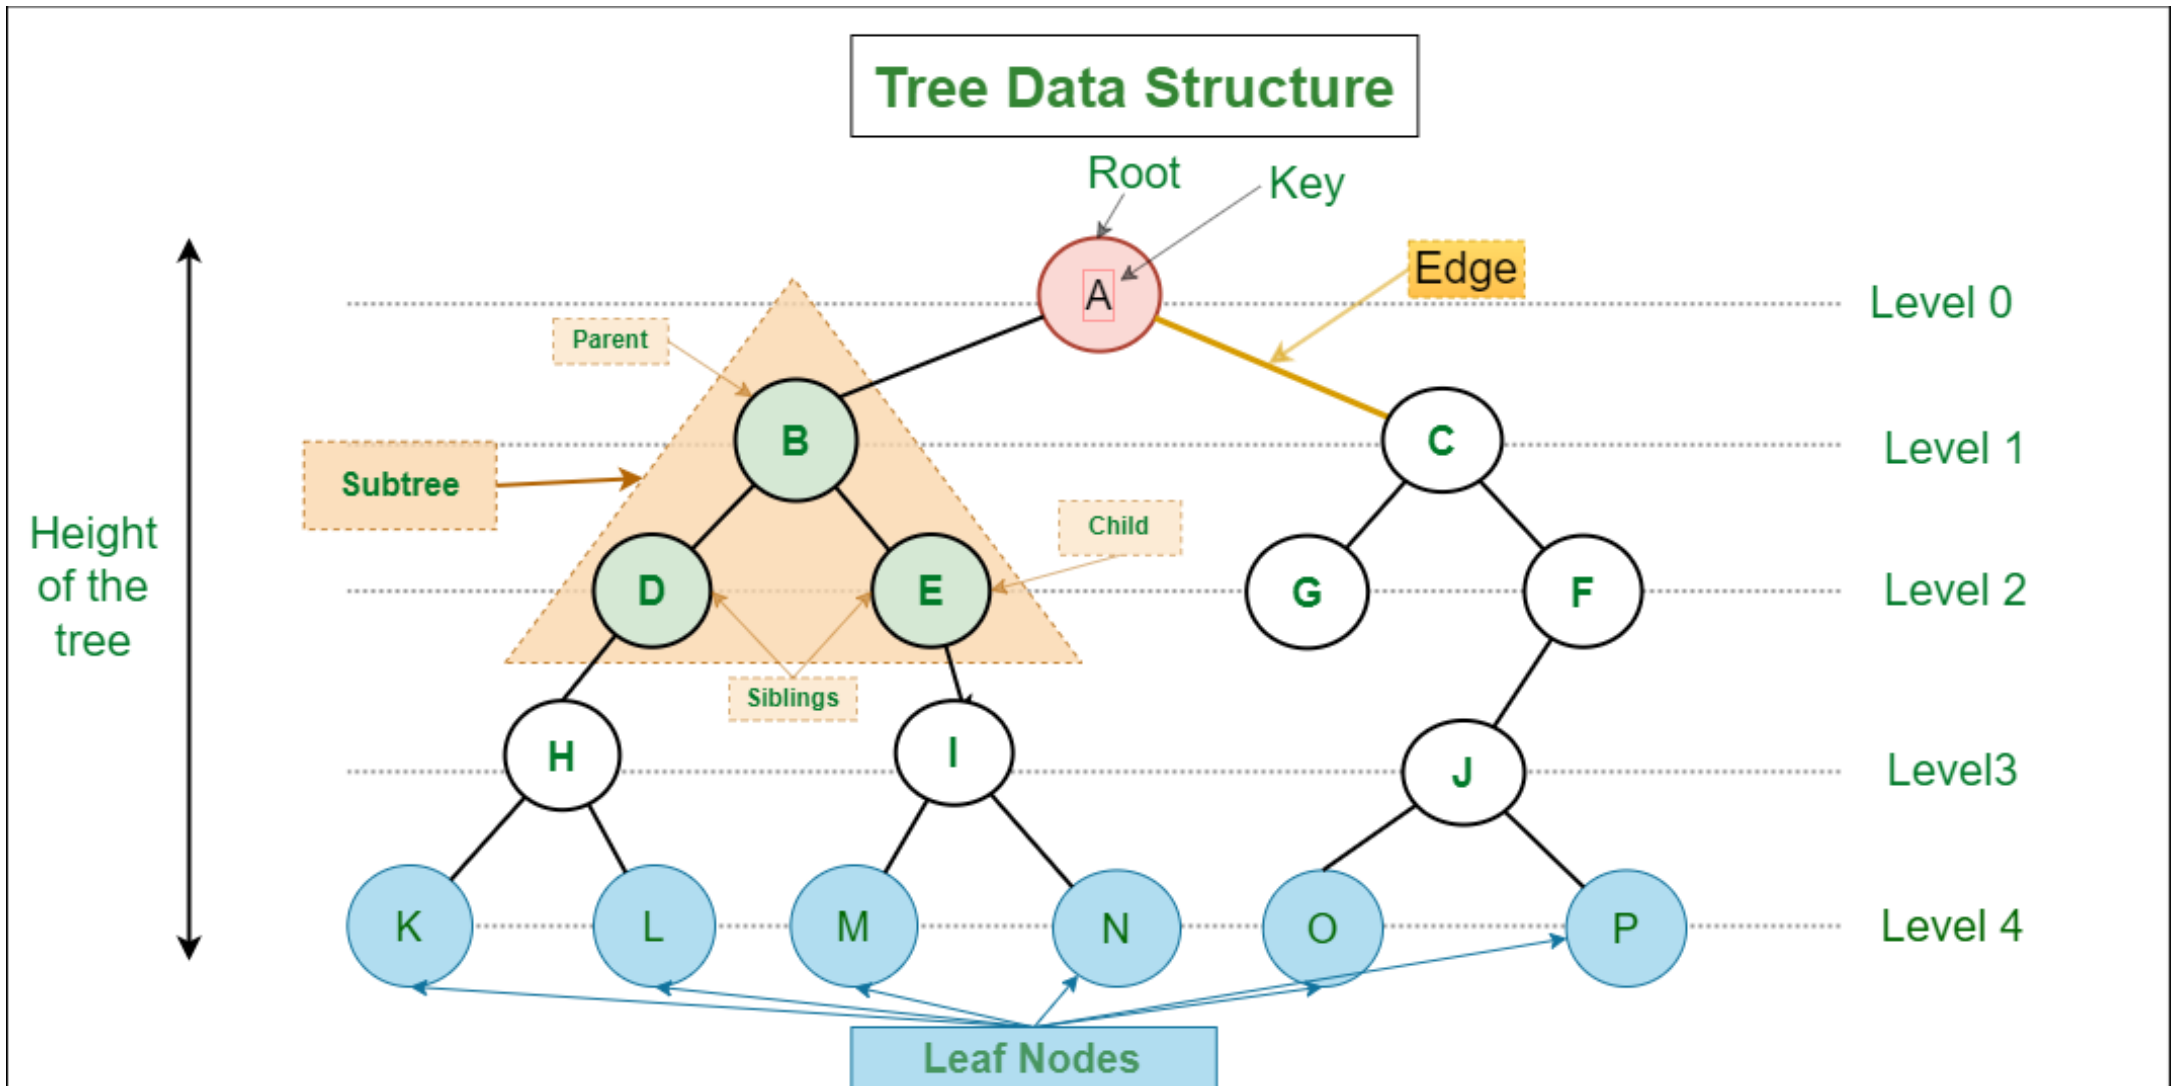 Tree Data Structure
Root
Key
A
Edge
Level 0
Parent
B
C
Level 1
Subtree
Child
Height
of the
tree
D
E
G
F
Level 2
Siblings
H
I
J
Level3
K
L
M
N
O
P
Level 4
Leaf Nodes